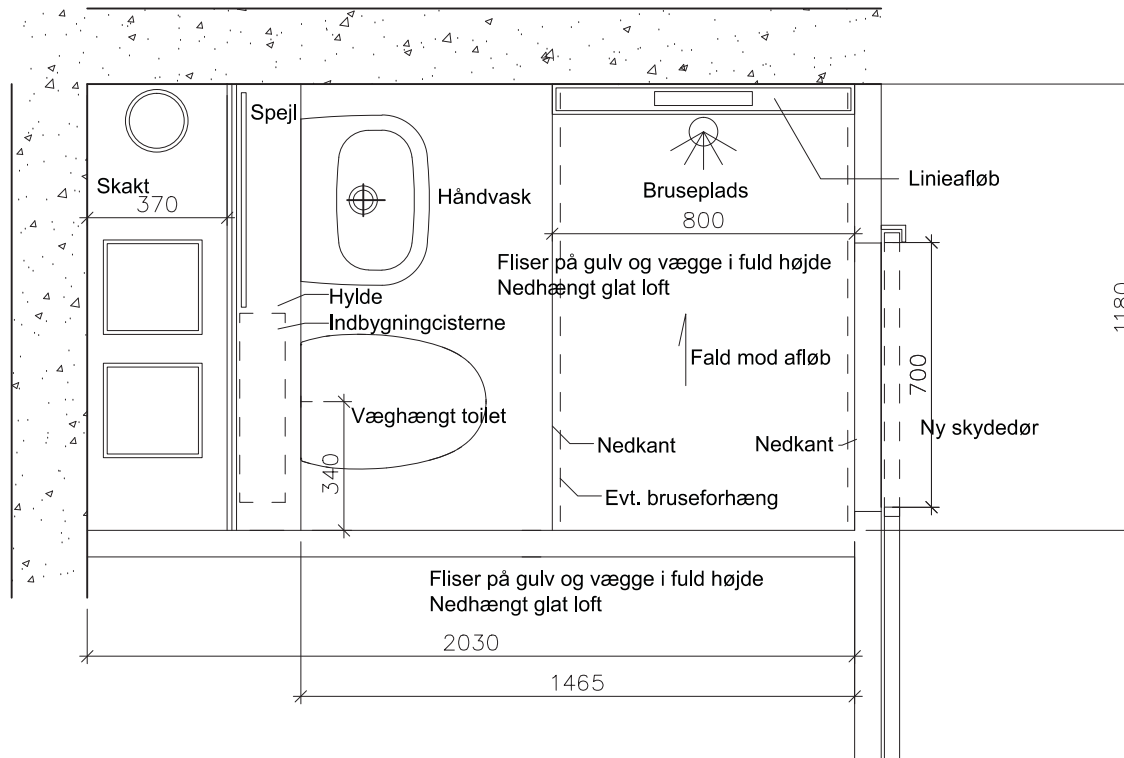 Spejl
Skakt
370
Håndvask
Bruseplads
800
Linieafløb
Fliser på gulv og vægge i fuld højde
Nedhængt glat loft
Hylde
Indbygningcisterne
1180
Fald mod afløb
700
Væghængt toilet
340
Nedkant
Nedkant
Ny skydedør
Evt. bruseforhæng
Fliser på gulv og vægge i fuld højde
Nedhængt glat loft
2030
1465